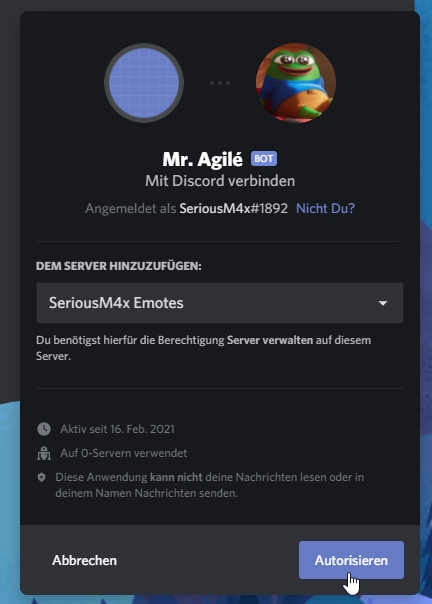 Mr. Agilé BOT
Mit Discord verbinden
Angemeldet als SeriousM4x#1892 Nicht Du?
DEM SERVER HINZUZUFÜGEN:
SeriousM4x Emotes
Du benötigst hierfür die Berechtigung Server verwalten auf diesem
Server.
Aktiv seit 16. Feb. 2021
Auf 0-Servern verwendet
Diese Anwendung kann nicht deine Nachrichten lesen oder in
deinem Namen Nachrichten senden.
Abbrechen
Autorisieren